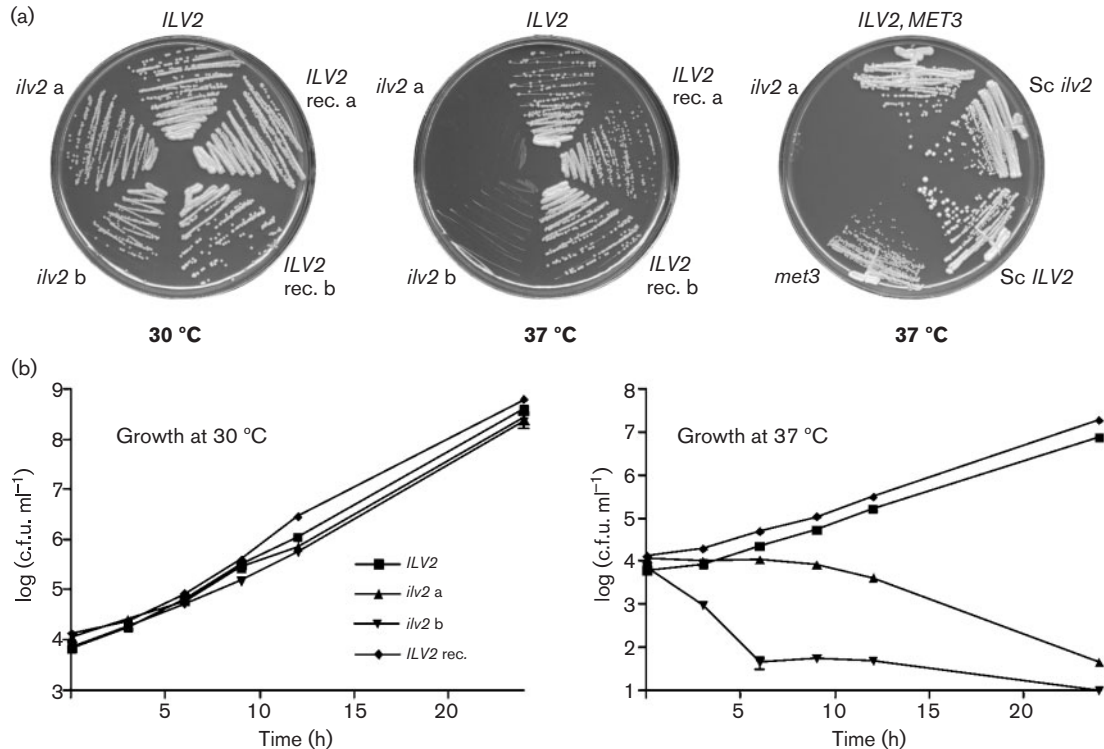 (a)
ILV2
ilv2 a
ILV2
rec. a
ilv2 b
ILV2
rec. b
30 °C
ILV2
ilv2 a
ILV2
rec. a
ilv2 b
ILV2
rec. b
37 °C
ILV2, MET3
ilv2 a
Sc ilv2
met3
Sc ILV2
37 °C
(b)
9
8
7
6
5
4
3
log (c.f.u. ml⁻¹)
Growth at 30 °C
ILV2
ilv2 a
ilv2 b
ILV2 rec.
5
10
15
20
Time (h)
8
7
6
5
4
3
2
1
log (c.f.u. ml⁻¹)
Growth at 37 °C
5
10
15
20
Time (h)